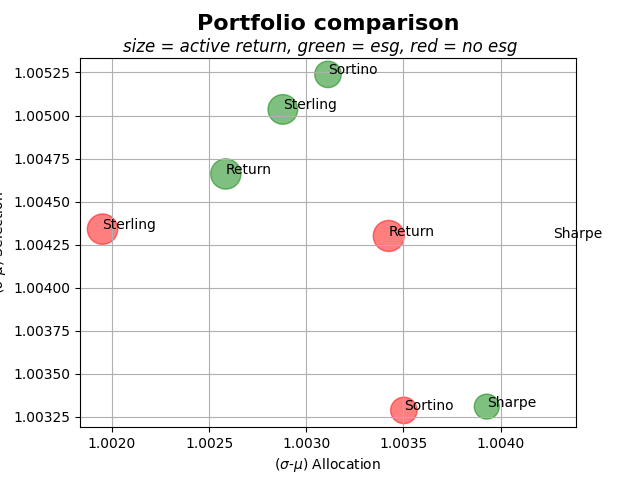 Portfolio comparison
size = active return, green = esg, red = no esg
1.00525
1.00500
1.00475
1.00450
1.00425
1.00400
1.00375
1.00350
1.00325
Sortino
Sterling
Return
Sterling
Return
Sharpe
Sortino
Sharpe
1.0020
1.0025
1.0030
1.0035
1.0040
(σ-μ) Allocation